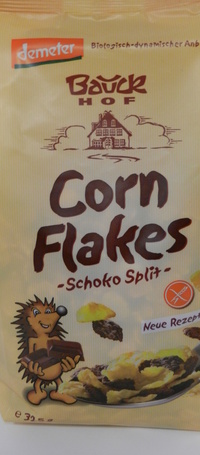 demeter
Biologisch-dynamischer Anb
Bauck
HOF
Corn
Flakes
-Schoko Split-
Neue Rezep